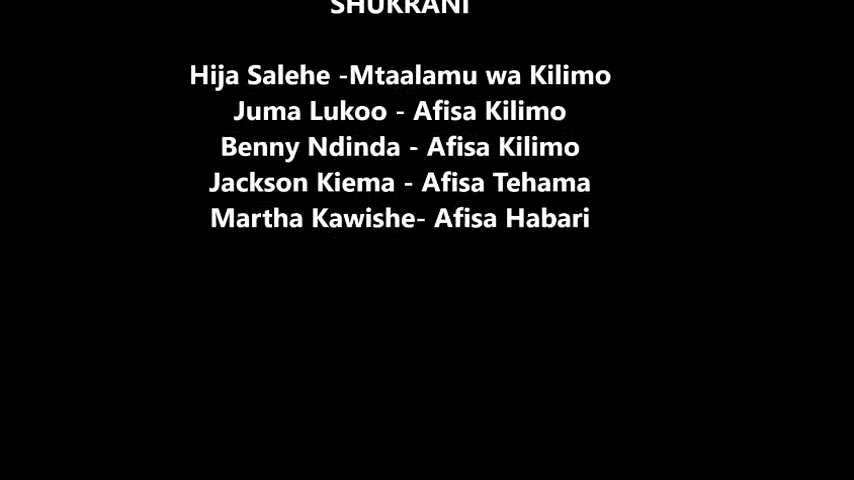 SHUKRANI
Hija Salehe -Mtaalamu wa Kilimo
Juma Lukoo - Afisa Kilimo
Benny Ndinda - Afisa Kilimo
Jackson Kiema - Afisa Tehama
Martha Kawishe- Afisa Habari